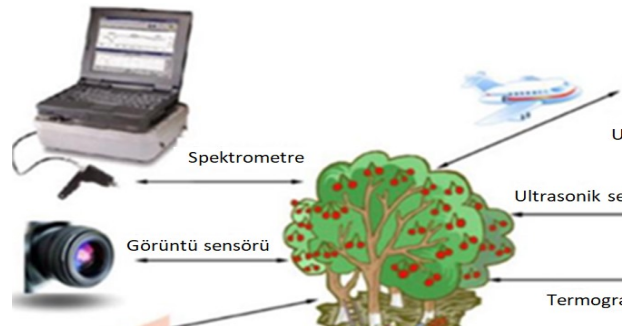 Spektrometre
U
Ultrasonik se
Görüntü sensörü
Termogra